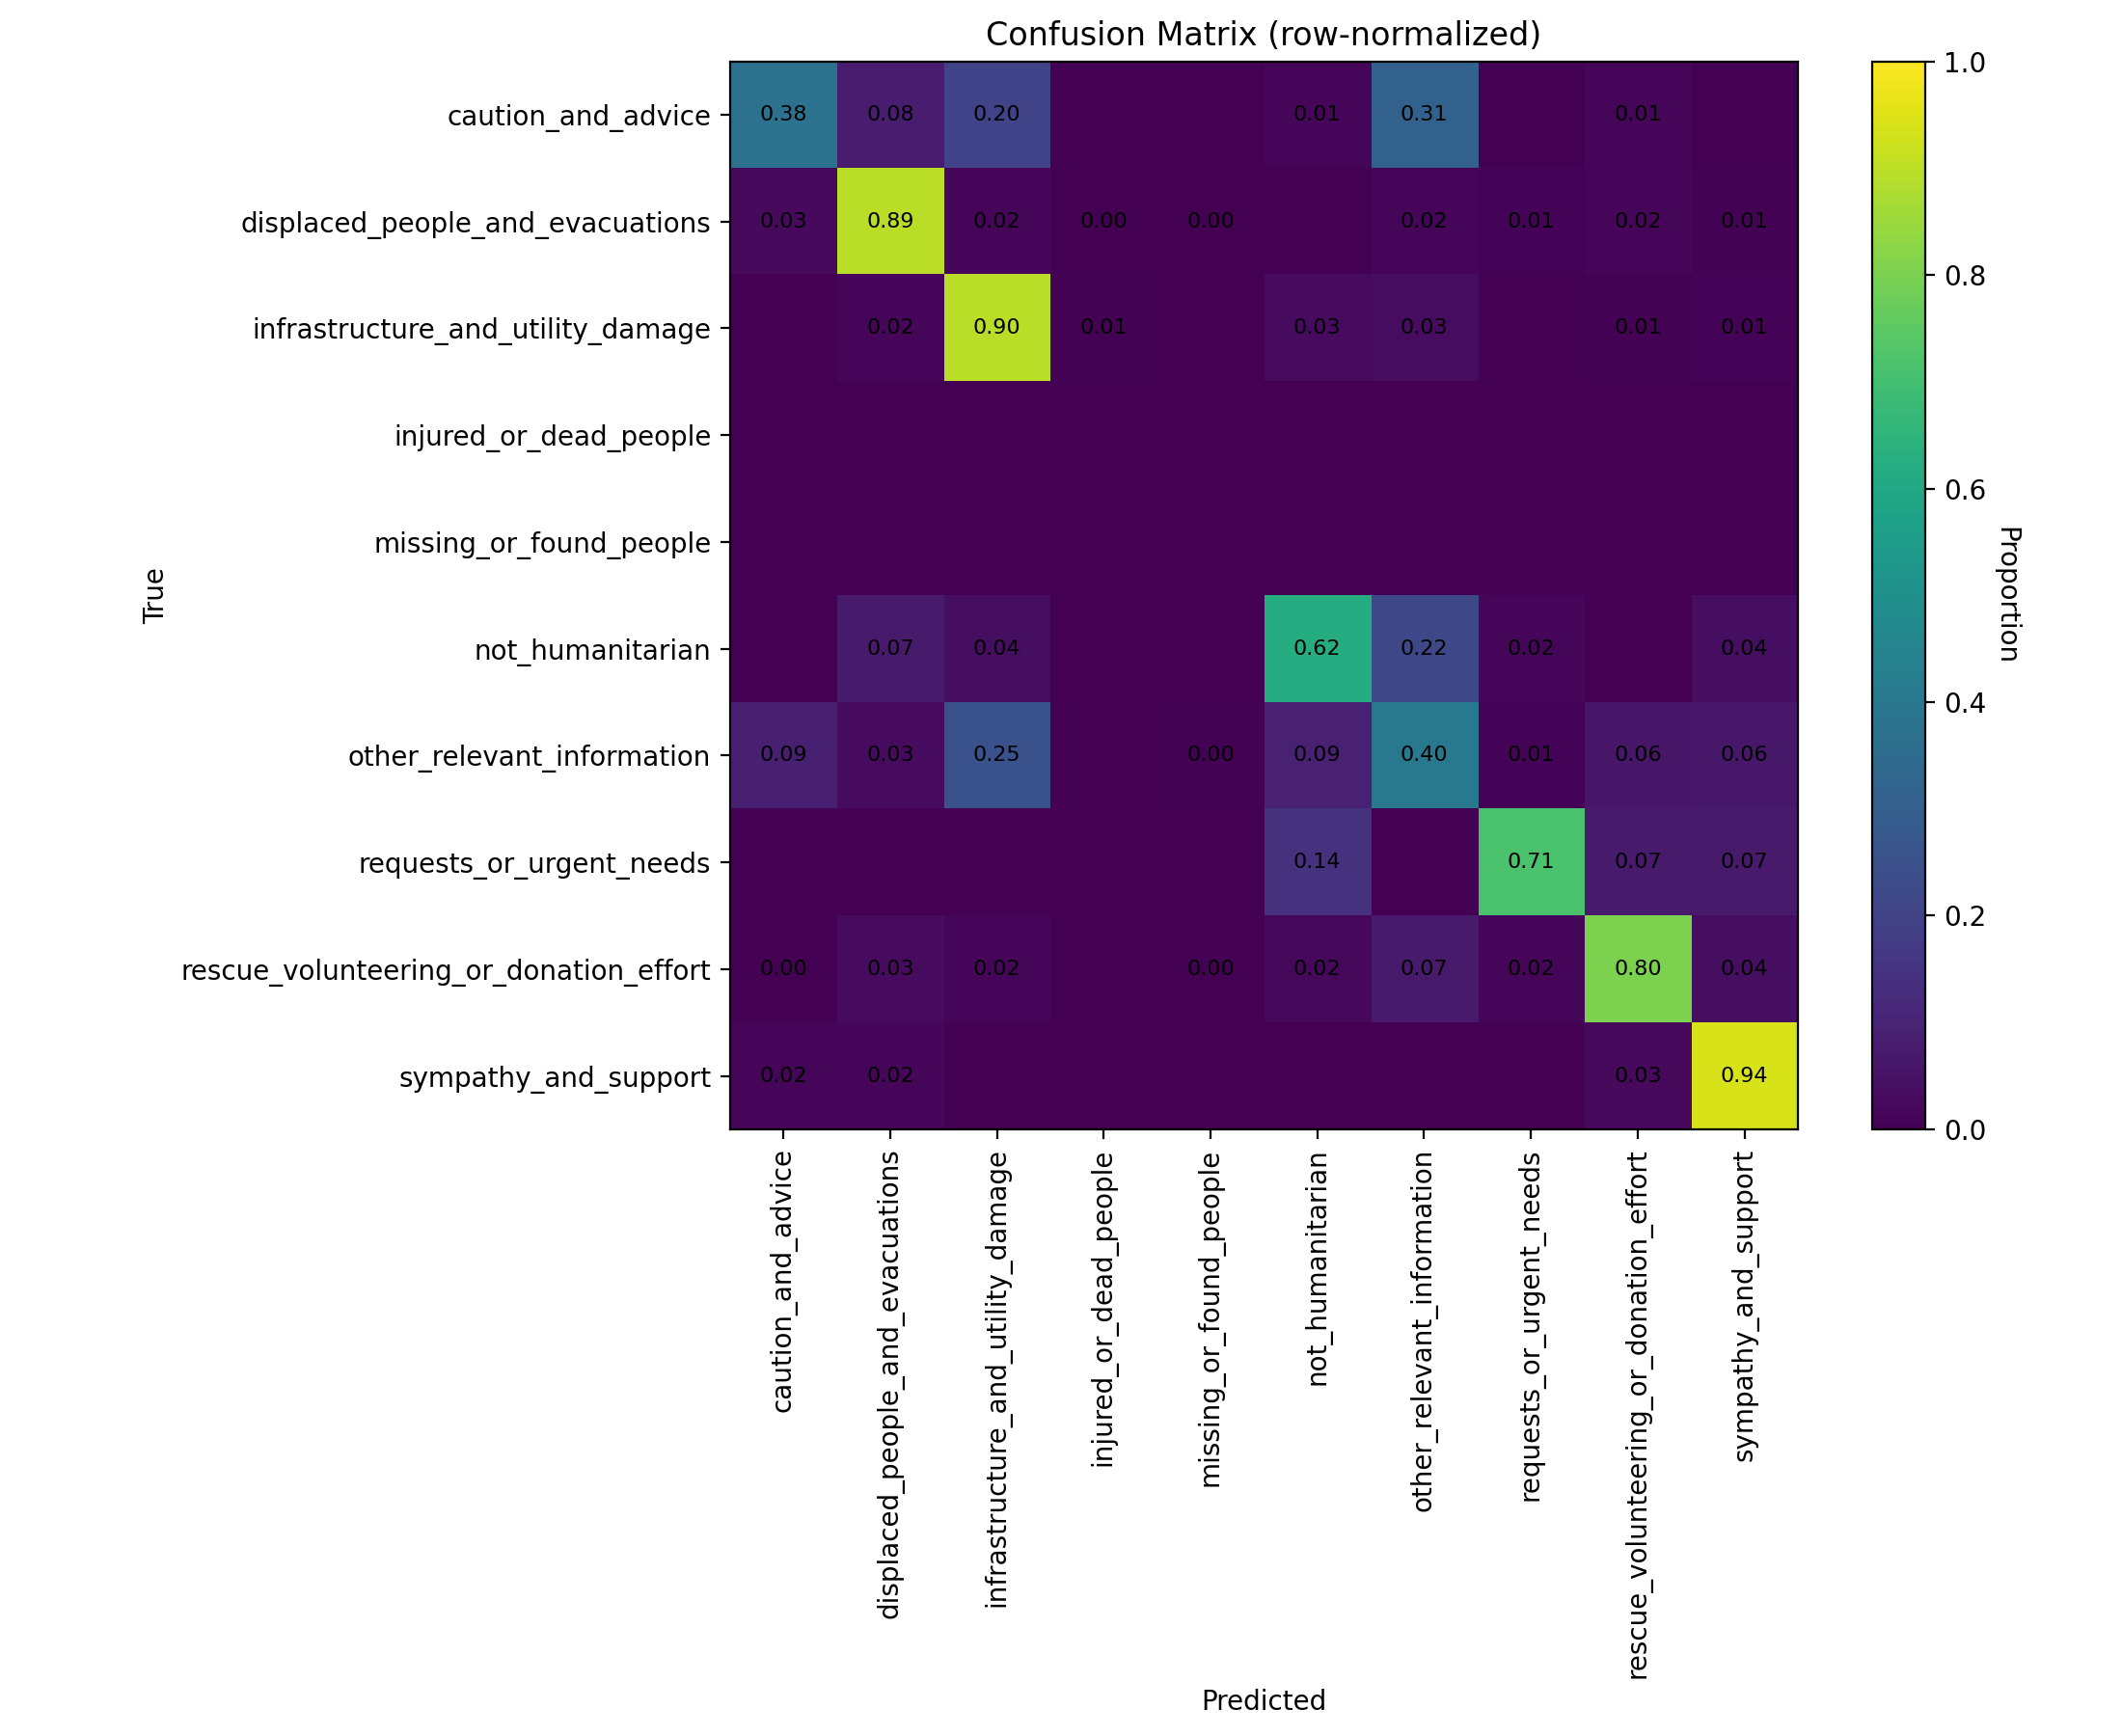 Confusion Matrix (row-normalized)
True
caution_and_advice 0.38 0.08 0.20 0.01 0.31 0.01
displaced_people_and_evacuations 0.03 0.89 0.02 0.00 0.00 0.02 0.01 0.02 0.01
infrastructure_and_utility_damage 0.02 0.90 0.01 0.03 0.03 0.01 0.01
injured_or_dead_people
missing_or_found_people
not_humanitarian 0.07 0.04 0.62 0.22 0.02 0.04
other_relevant_information 0.09 0.03 0.25 0.00 0.09 0.40 0.01 0.06 0.06
requests_or_urgent_needs 0.14 0.71 0.07 0.07
rescue_volunteering_or_donation_effort 0.00 0.03 0.02 0.00 0.02 0.07 0.02 0.80 0.04
sympathy_and_support 0.02 0.02 0.03 0.94
caution_and_advice
displaced_people_and_evacuations
infrastructure_and_utility_damage
injured_or_dead_people
missing_or_found_people
not_humanitarian
other_relevant_information
requests_or_urgent_needs
rescue_volunteering_or_donation_effort
sympathy_and_support
Predicted
1.0
0.8
0.6
0.4
0.2
0.0
Proportion